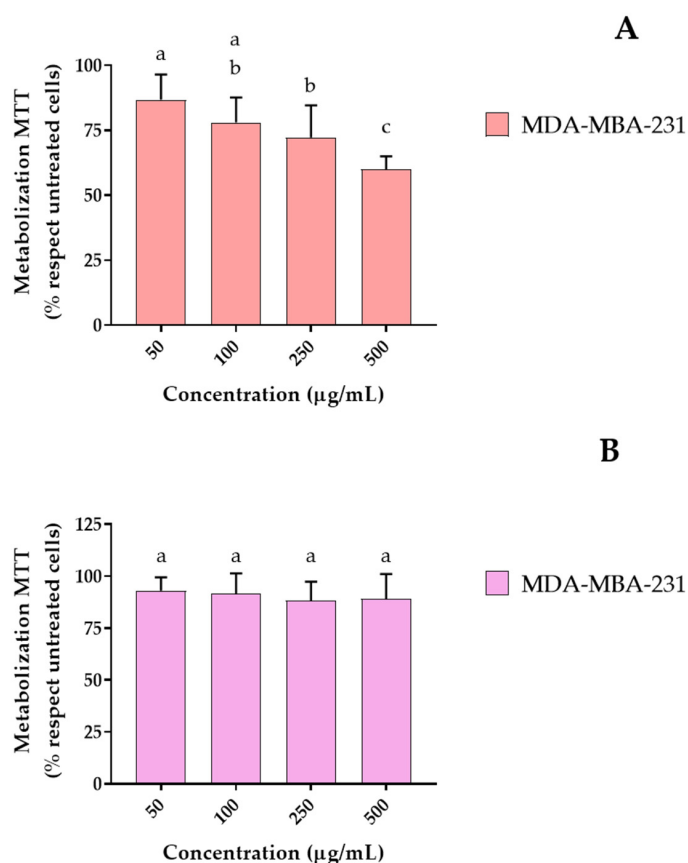 A
a a b b c
100
75
50
25
0
Metabolization MTT
(% respect untreated cells)
50 100 250 500
Concentration (µg/mL)
MDA-MBA-231
B
a a a a
125
100
75
50
25
0
Metabolization MTT
(% respect untreated cells)
50 100 250 500
Concentration (µg/mL)
MDA-MBA-231